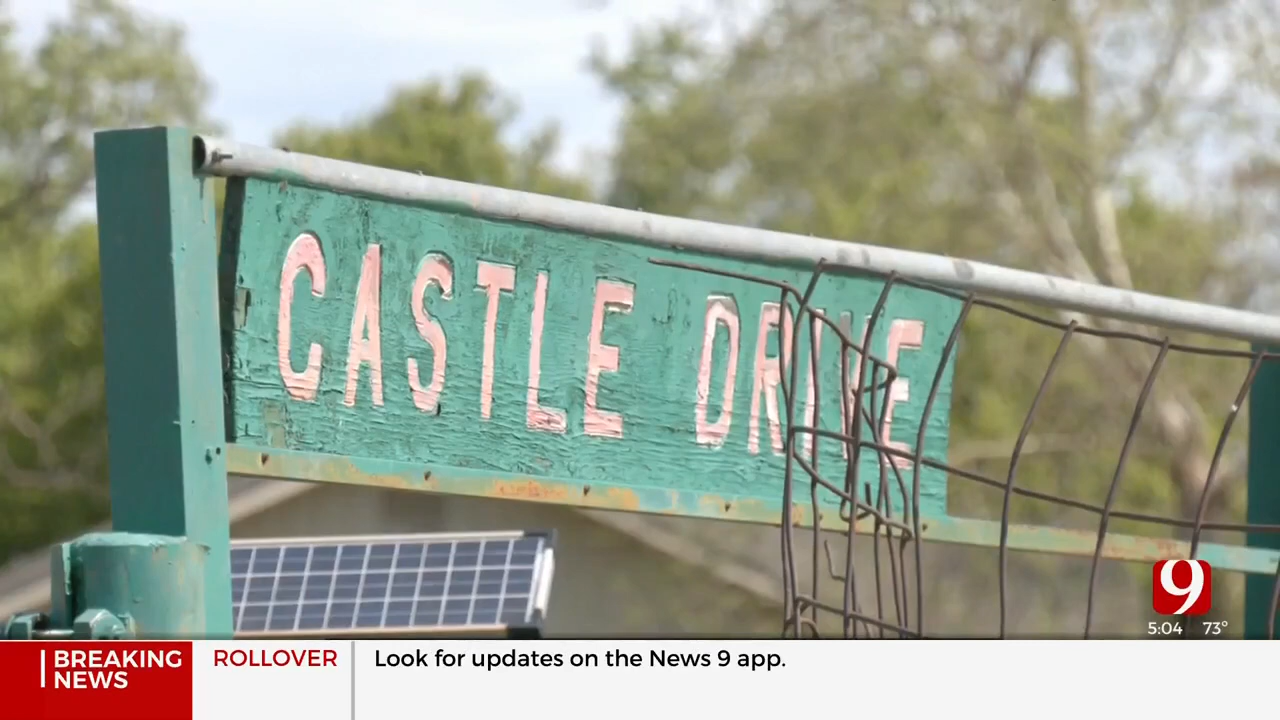 CASTLE DRIVE
9
5:04 73°
BREAKING NEWS
ROLLOVER
Look for updates on the News 9 app.